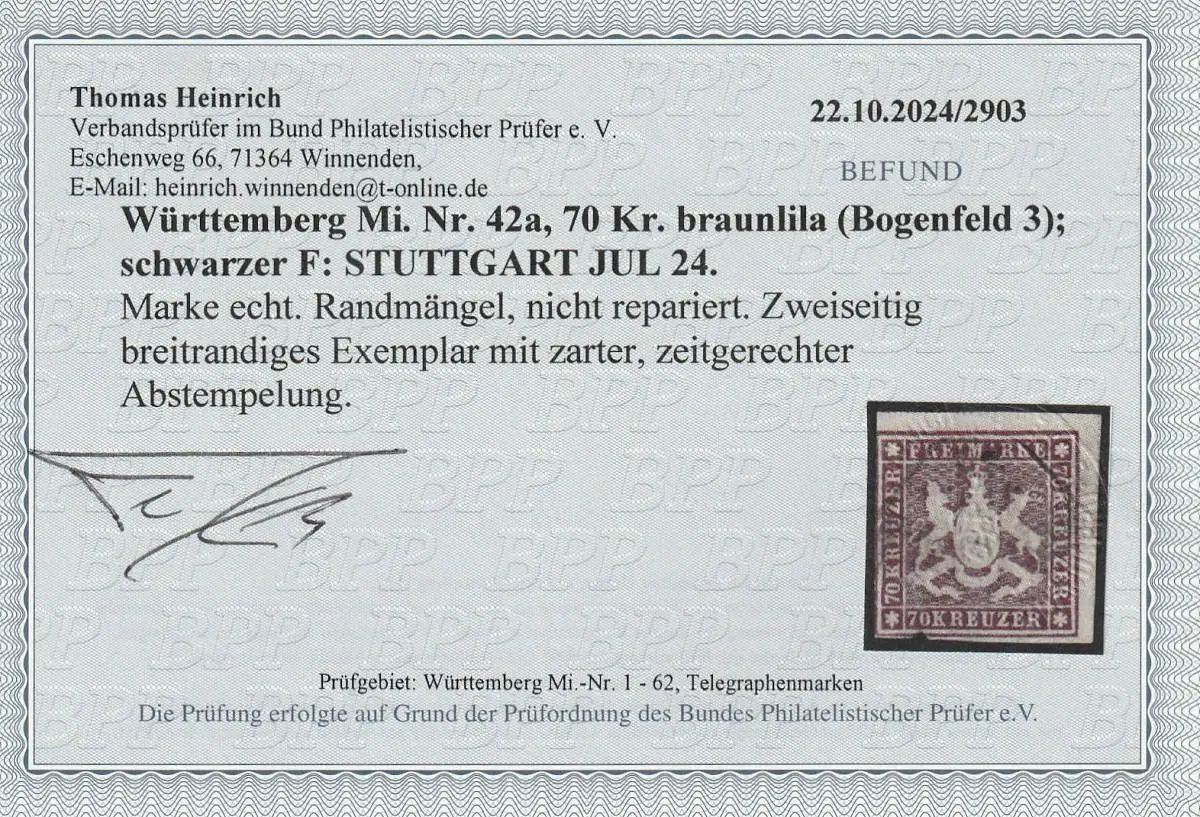 Thomas Heinrich
22.10.2024/2903
Verbandsprüfer im Bund Philatelistischer Prüfer e. V.
Eschenweg 66, 71364 Winnenden,
BEFUND
E-Mail: heinrich.winnenden@t-online.de
Württemberg Mi. Nr. 42a, 70 Kr. braunlila (Bogenfeld 3);
schwarzer F: STUTTGART JUL 24.
Marke echt. Randmängel, nicht repariert. Zweiseitig
breitrandiges Exemplar mit zarter, zeitgerechter
Abstempelung.
FREIMARKE
70 KREUZER
70 KREUZER
70 KREUZER
Prüfgebiet: Württemberg Mi.-Nr. 1 - 62, Telegraphenmarken
Die Prüfung erfolgte auf Grund der Prüfordnung des Bundes Philatelistischer Prüfer e.V.
BPP